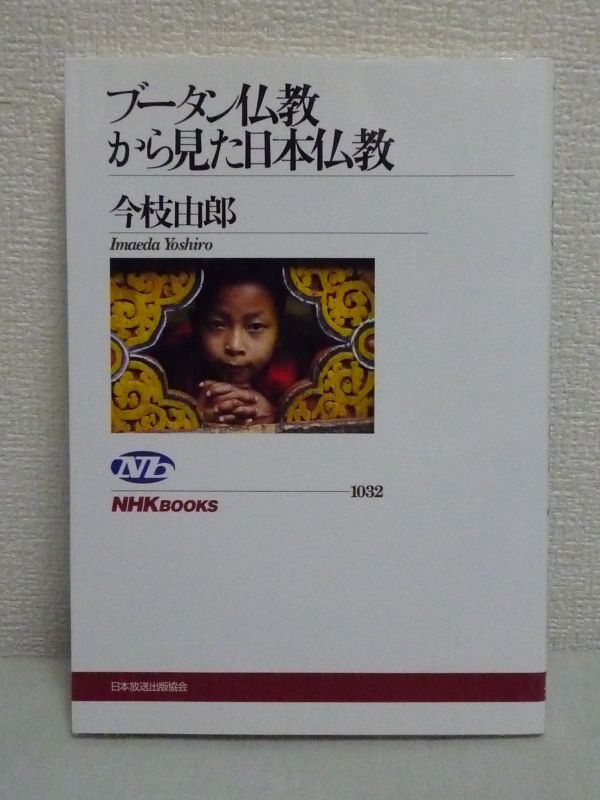 ブータン仏教
から見た日本仏教
今枝由郎
Imaeda Yoshiro
Nb
1032
NHKBOOKS
日本放送出版協会